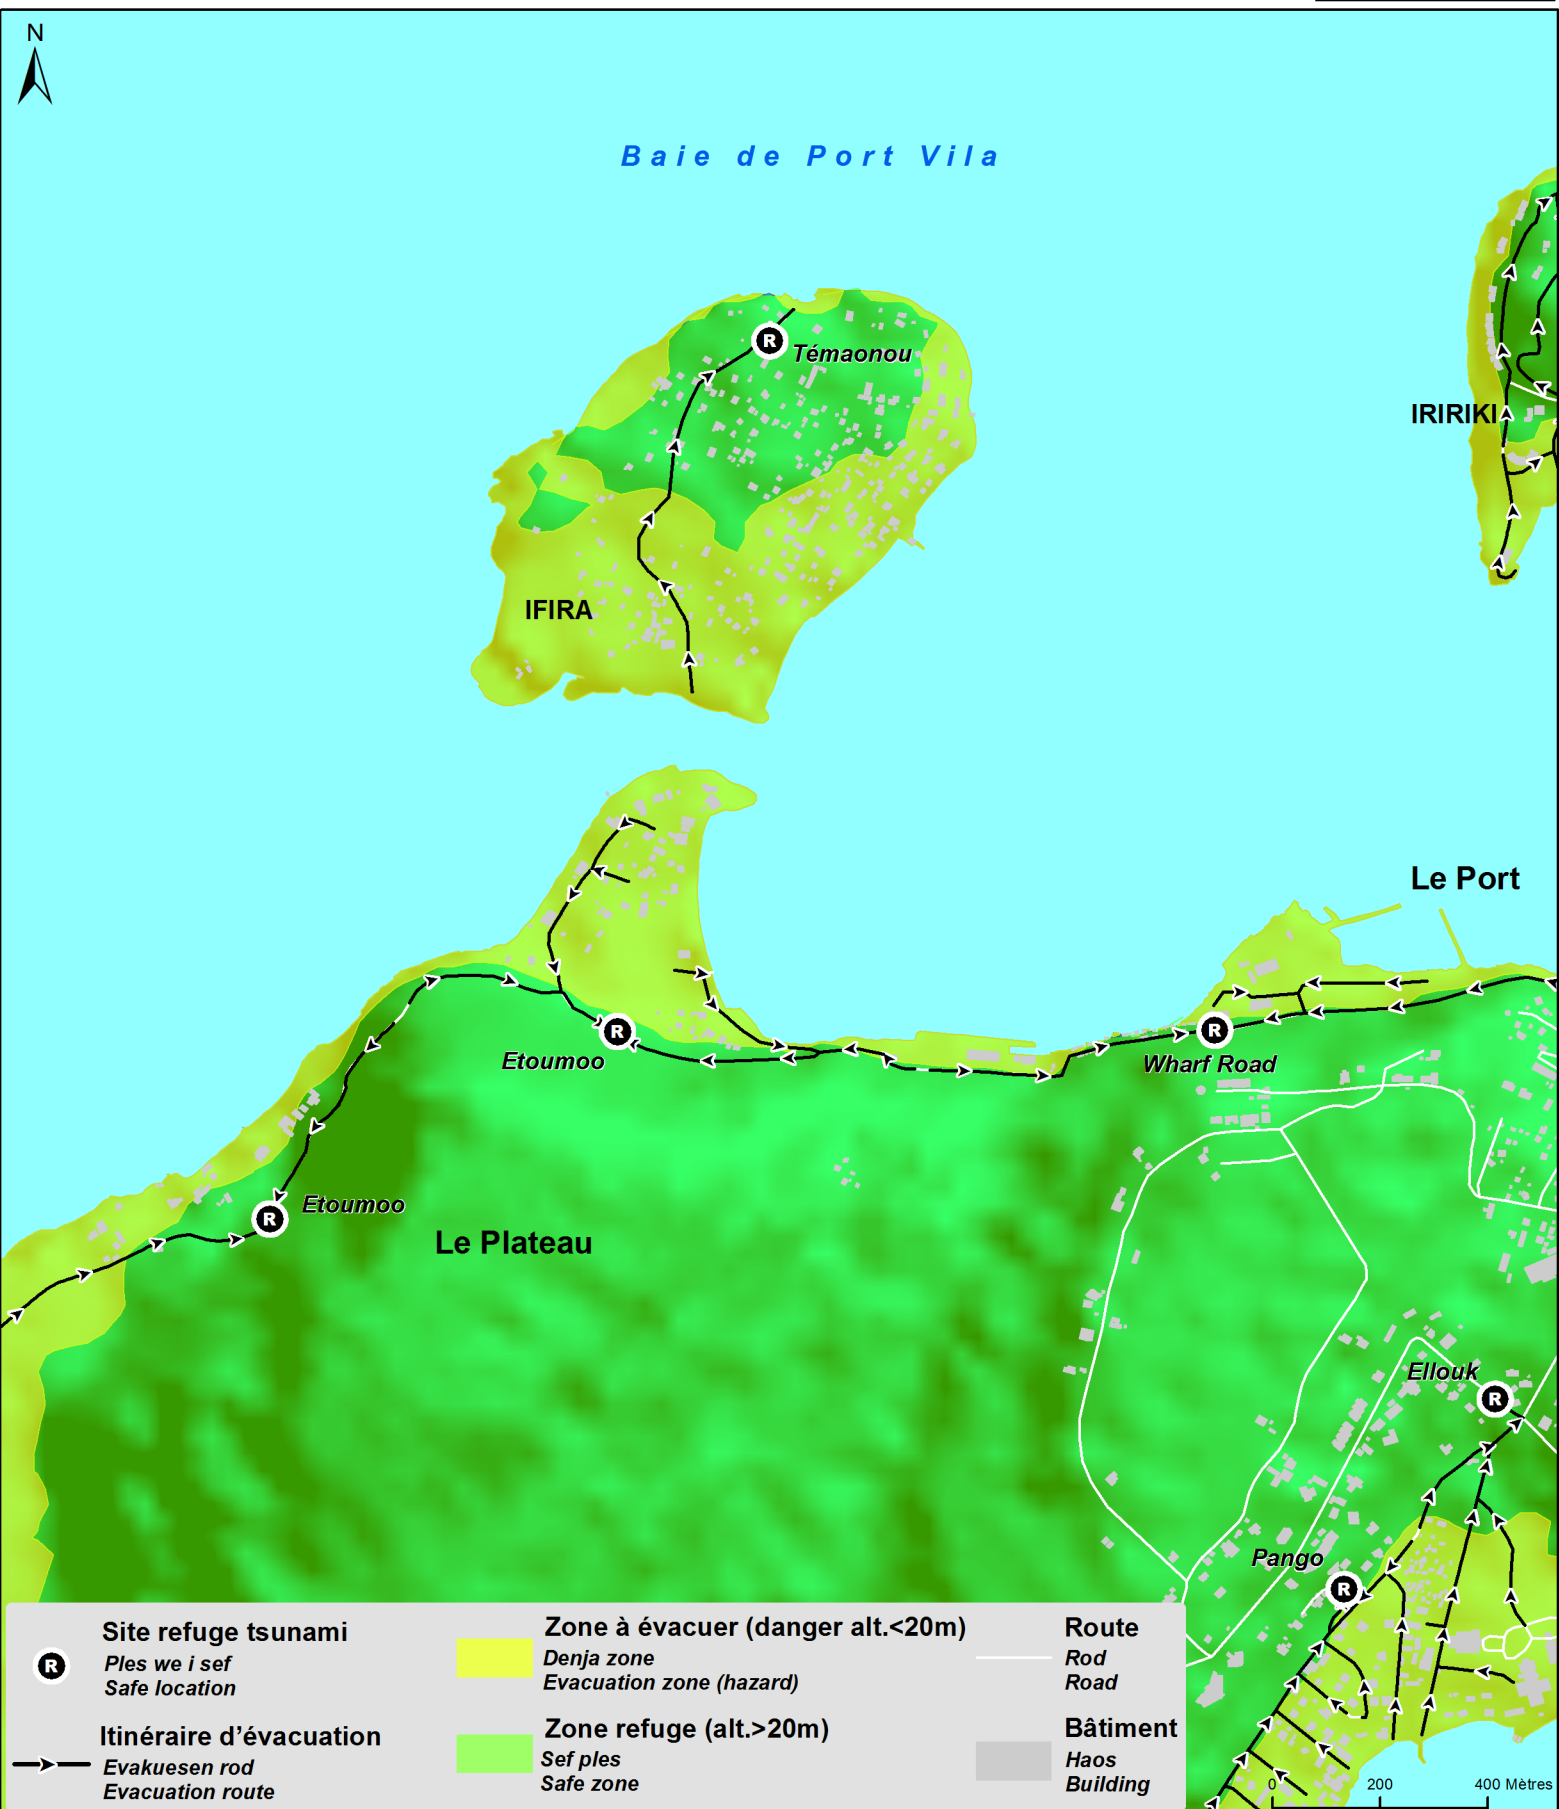 N
Baie de Port Vila
R
Témaonou
IRIRIKI
IFIRA
Le Port
R
Etoumoo
R
Wharf Road
R
Etoumoo
Le Plateau
Ellouk
R
Pango
R
Site refuge tsunami
R
Ples we i sef
Safe location
Itinéraire d'évacuation
Evakuesen rod
Evacuation route
Zone à évacuer (danger alt.<20m)
Denja zone
Evacuation zone (hazard)
Zone refuge (alt.>20m)
Sef ples
Safe zone
Route
Rod
Road
Bâtiment
Haos
Building
0 200 400 Mètres